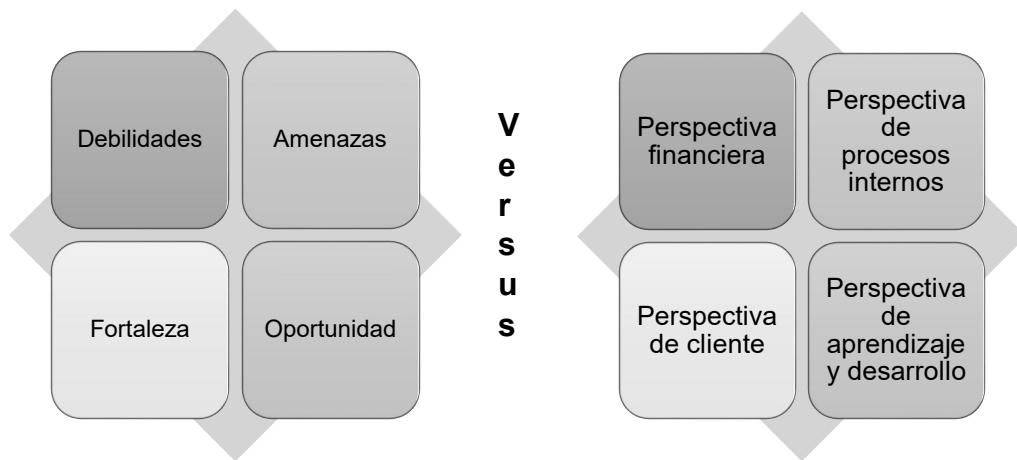 Debilidades
Amenazas
Fortaleza
Oportunidad
V
e
r
s
u
s
Perspectiva
financiera
Perspectiva
de
procesos
internos
Perspectiva
de cliente
Perspectiva
de
aprendizaje
y desarrollo